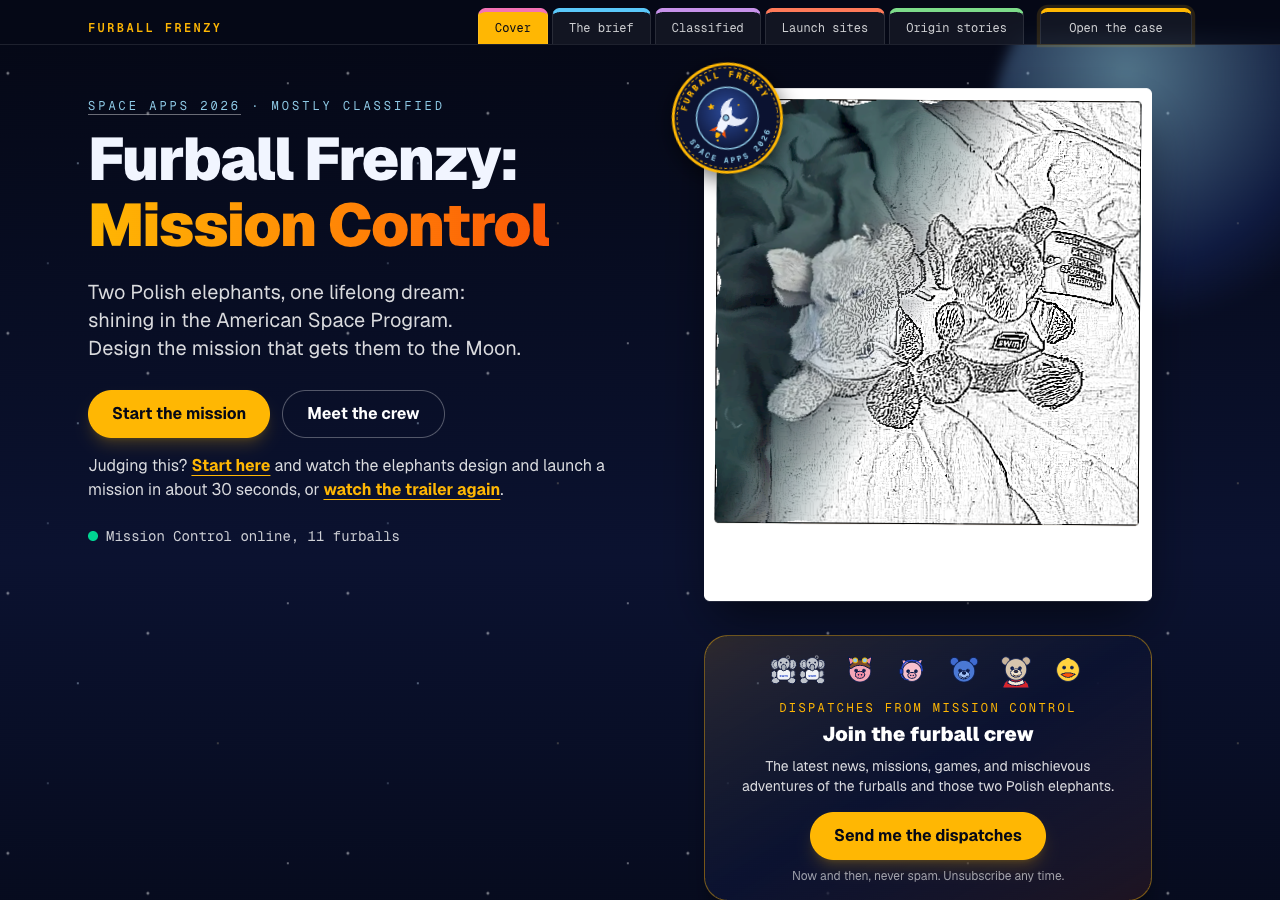 FURBALL FRENZY
Cover
The brief
Classified
Launch sites
Origin stories
Open the case
SPACE APPS 2026 · MOSTLY CLASSIFIED
Furball Frenzy:
Mission Control
Two Polish elephants, one lifelong dream:
shining in the American Space Program.
Design the mission that gets them to the Moon.
Start the mission
Meet the crew
Judging this? Start here and watch the elephants design and launch a
mission in about 30 seconds, or watch the trailer again.
Mission Control online, 11 furballs
FURBALL FRENZY
SPACE APPS 2026
swmi
DISPATCHES FROM MISSION CONTROL
Join the furball crew
The latest news, missions, games, and mischievous
adventures of the furballs and those two Polish elephants.
Send me the dispatches
Now and then, never spam. Unsubscribe any time.